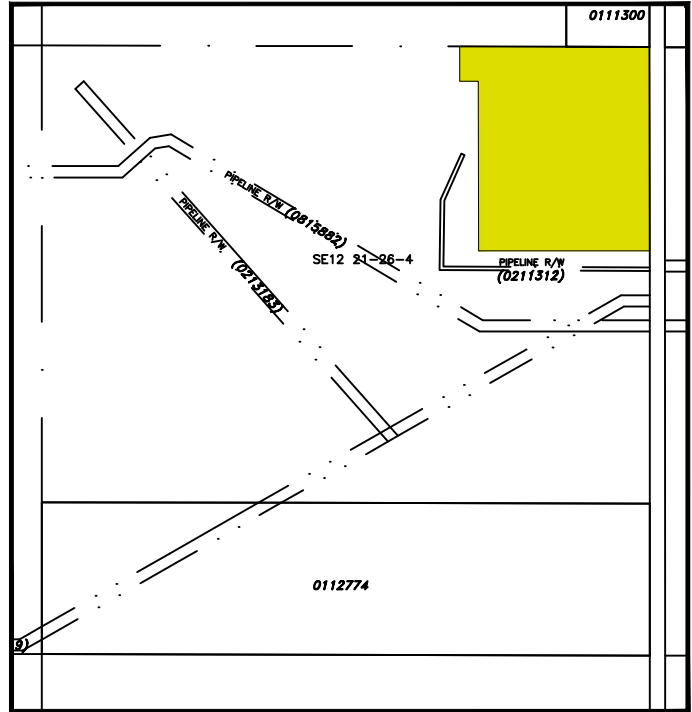 0111300
PIPELINE R/W (0815882)
PIPELINE R/W (0213183)
SE12 21-26-4
PIPELINE R/W
(0211312)
0112774
9)